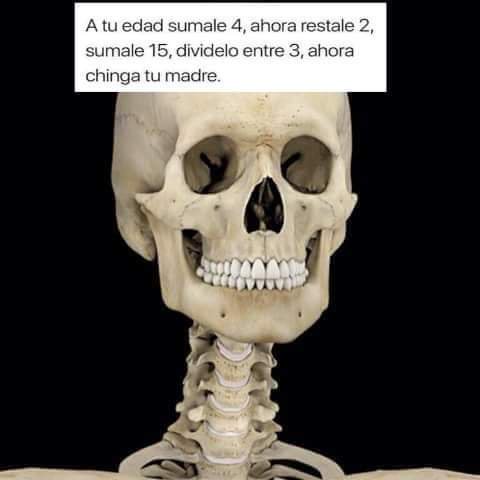 A tu edad sumale 4, ahora restale 2,
sumale 15, dividelo entre 3, ahora
chinga tu madre.